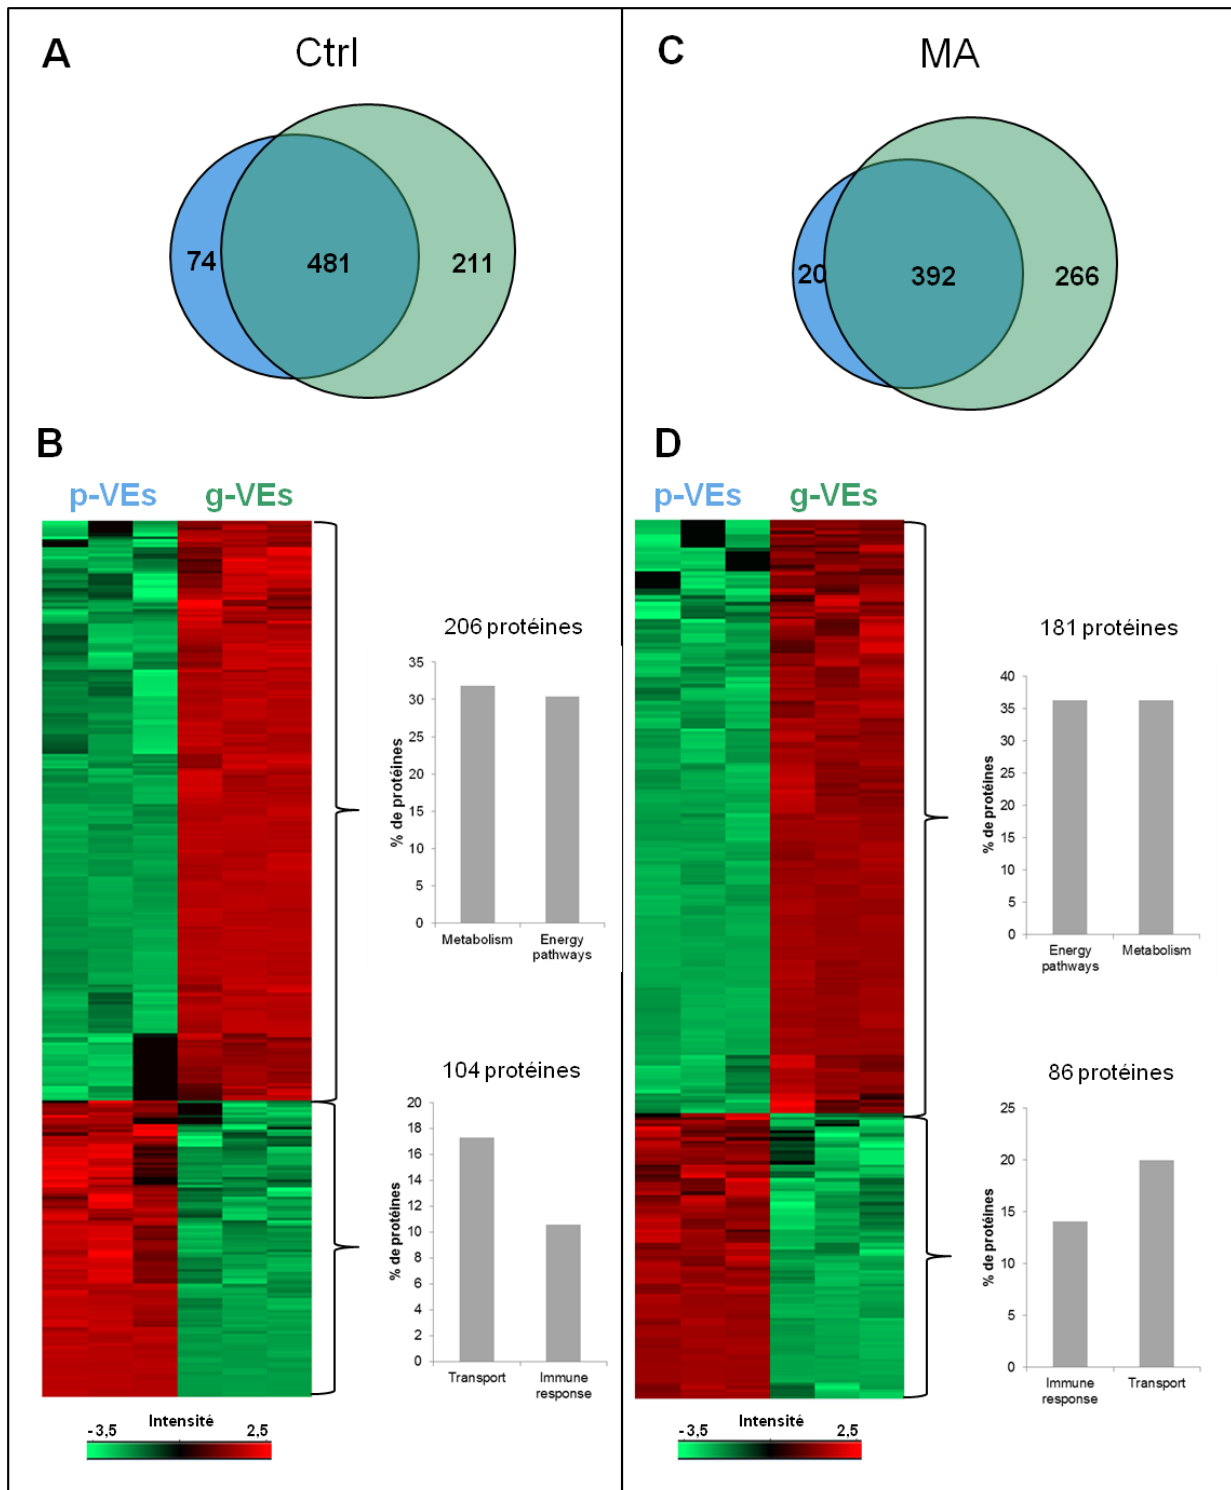 A
Ctrl
74
481
211
B
p-VEs
g-VEs
206 protéines
% de protéines
35
30
25
20
15
10
5
0
Metabolism
Energy
pathways
104 protéines
% de protéines
20
18
16
14
12
10
8
6
4
2
0
Transport
Immune
response
Intensité
- 3,5
2,5
C
MA
20
392
266
D
p-VEs
g-VEs
181 protéines
% de protéines
40
35
30
25
20
15
10
5
0
Energy
pathways
Metabolism
86 protéines
% de protéines
25
20
15
10
5
0
Immune
response
Transport
Intensité
- 3,5
2,5